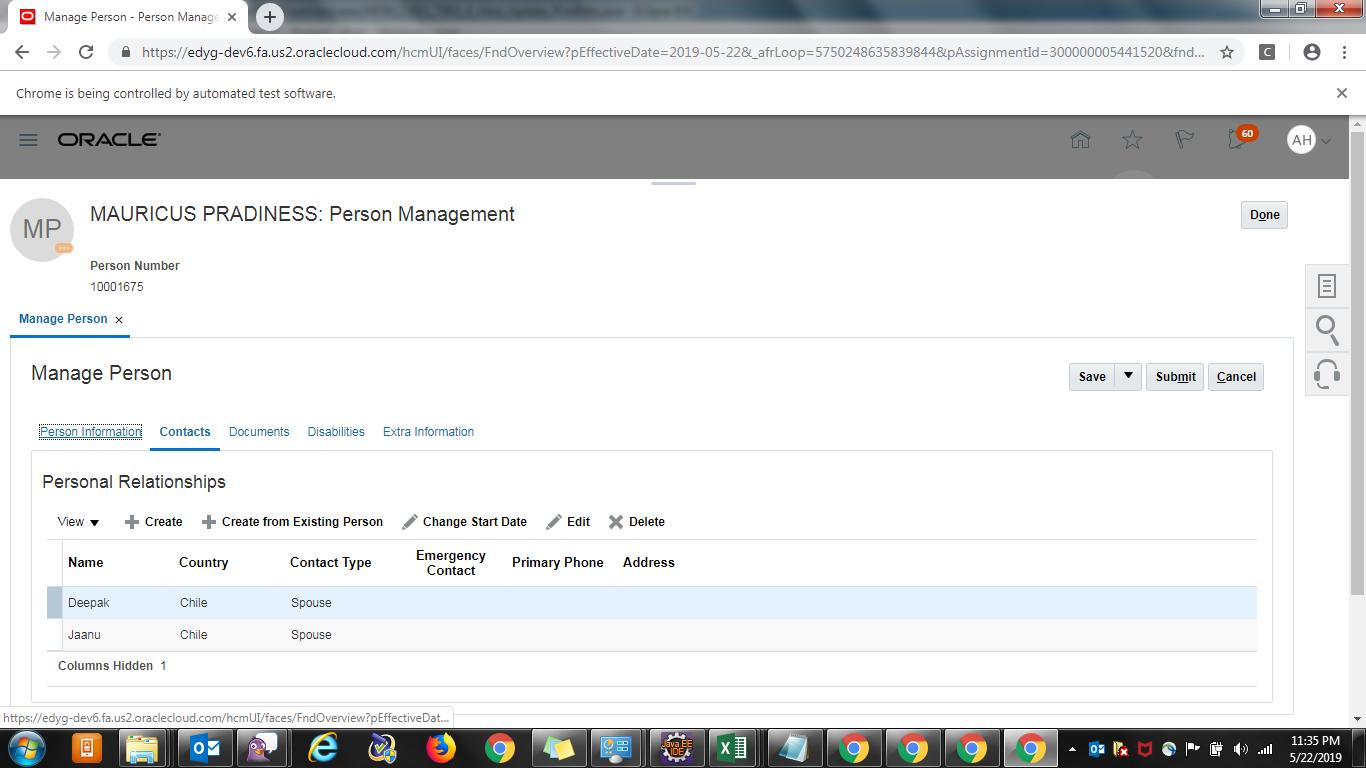 Manage Person - Person Manage
https://edyg-dev6.fa.us2.oraclecloud.com/hcmUI/faces/FndOverview?pEffectiveDate=2019-05-22&_afrLoop=5750248635839844&pAssignmentId=300000005441520&fnd...
C
Chrome is being controlled by automated test software.
ORACLE
60
AH
MP
MAURICUS PRADINESS: Person Management
Done
Person Number
10001675
Manage Person
Manage Person
Save
Submit
Cancel
Person Information Contacts Documents Disabilities Extra Information
Personal Relationships
View Create Create from Existing Person Change Start Date Edit Delete
Name Country Contact Type Emergency Contact Primary Phone Address
Deepak Chile Spouse
Jaanu Chile Spouse
Columns Hidden 1
https://edyg-dev6.fa.us2.oraclecloud.com/hcmUI/faces/FndOverview?pEffectiveDat...
Java EE
IDE
11:35 PM
5/22/2019